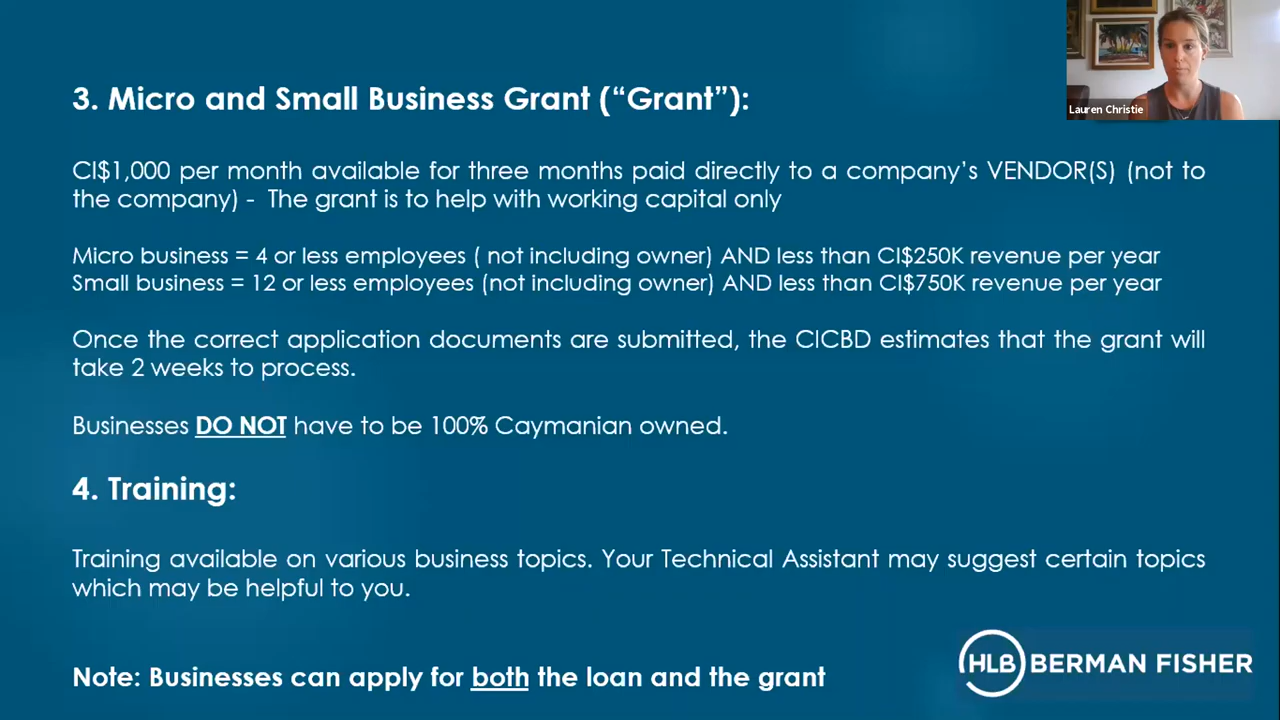 Lauren Christie
3. Micro and Small Business Grant (“Grant”):
CI$1,000 per month available for three months paid directly to a company’s VENDOR(S) (not to
the company) - The grant is to help with working capital only
Micro business = 4 or less employees ( not including owner) AND less than CI$250K revenue per year
Small business = 12 or less employees (not including owner) AND less than CI$750K revenue per year
Once the correct application documents are submitted, the CICBD estimates that the grant will
take 2 weeks to process.
Businesses DO NOT have to be 100% Caymanian owned.
4. Training:
Training available on various business topics. Your Technical Assistant may suggest certain topics
which may be helpful to you.
Note: Businesses can apply for both the loan and the grant
HLB BERMAN FISHER